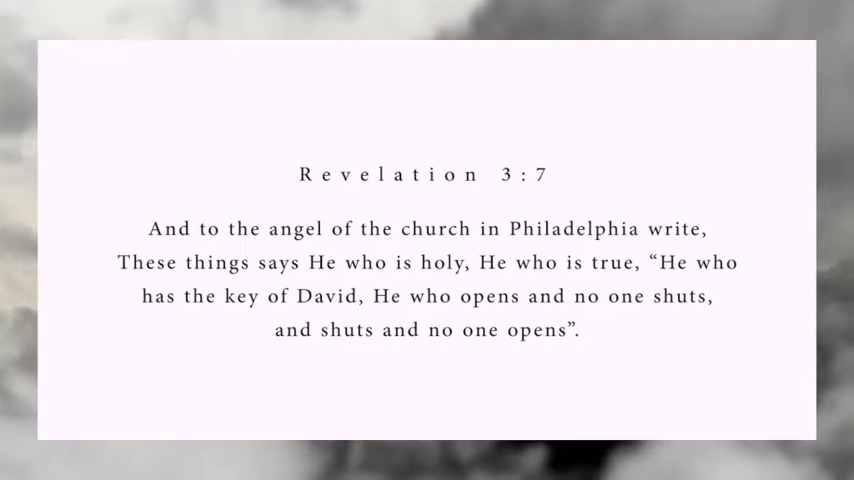 Revelation 3:7
And to the angel of the church in Philadelphia write,
These things says He who is holy, He who is true, “He who
has the key of David, He who opens and no one shuts,
and shuts and no one opens”.